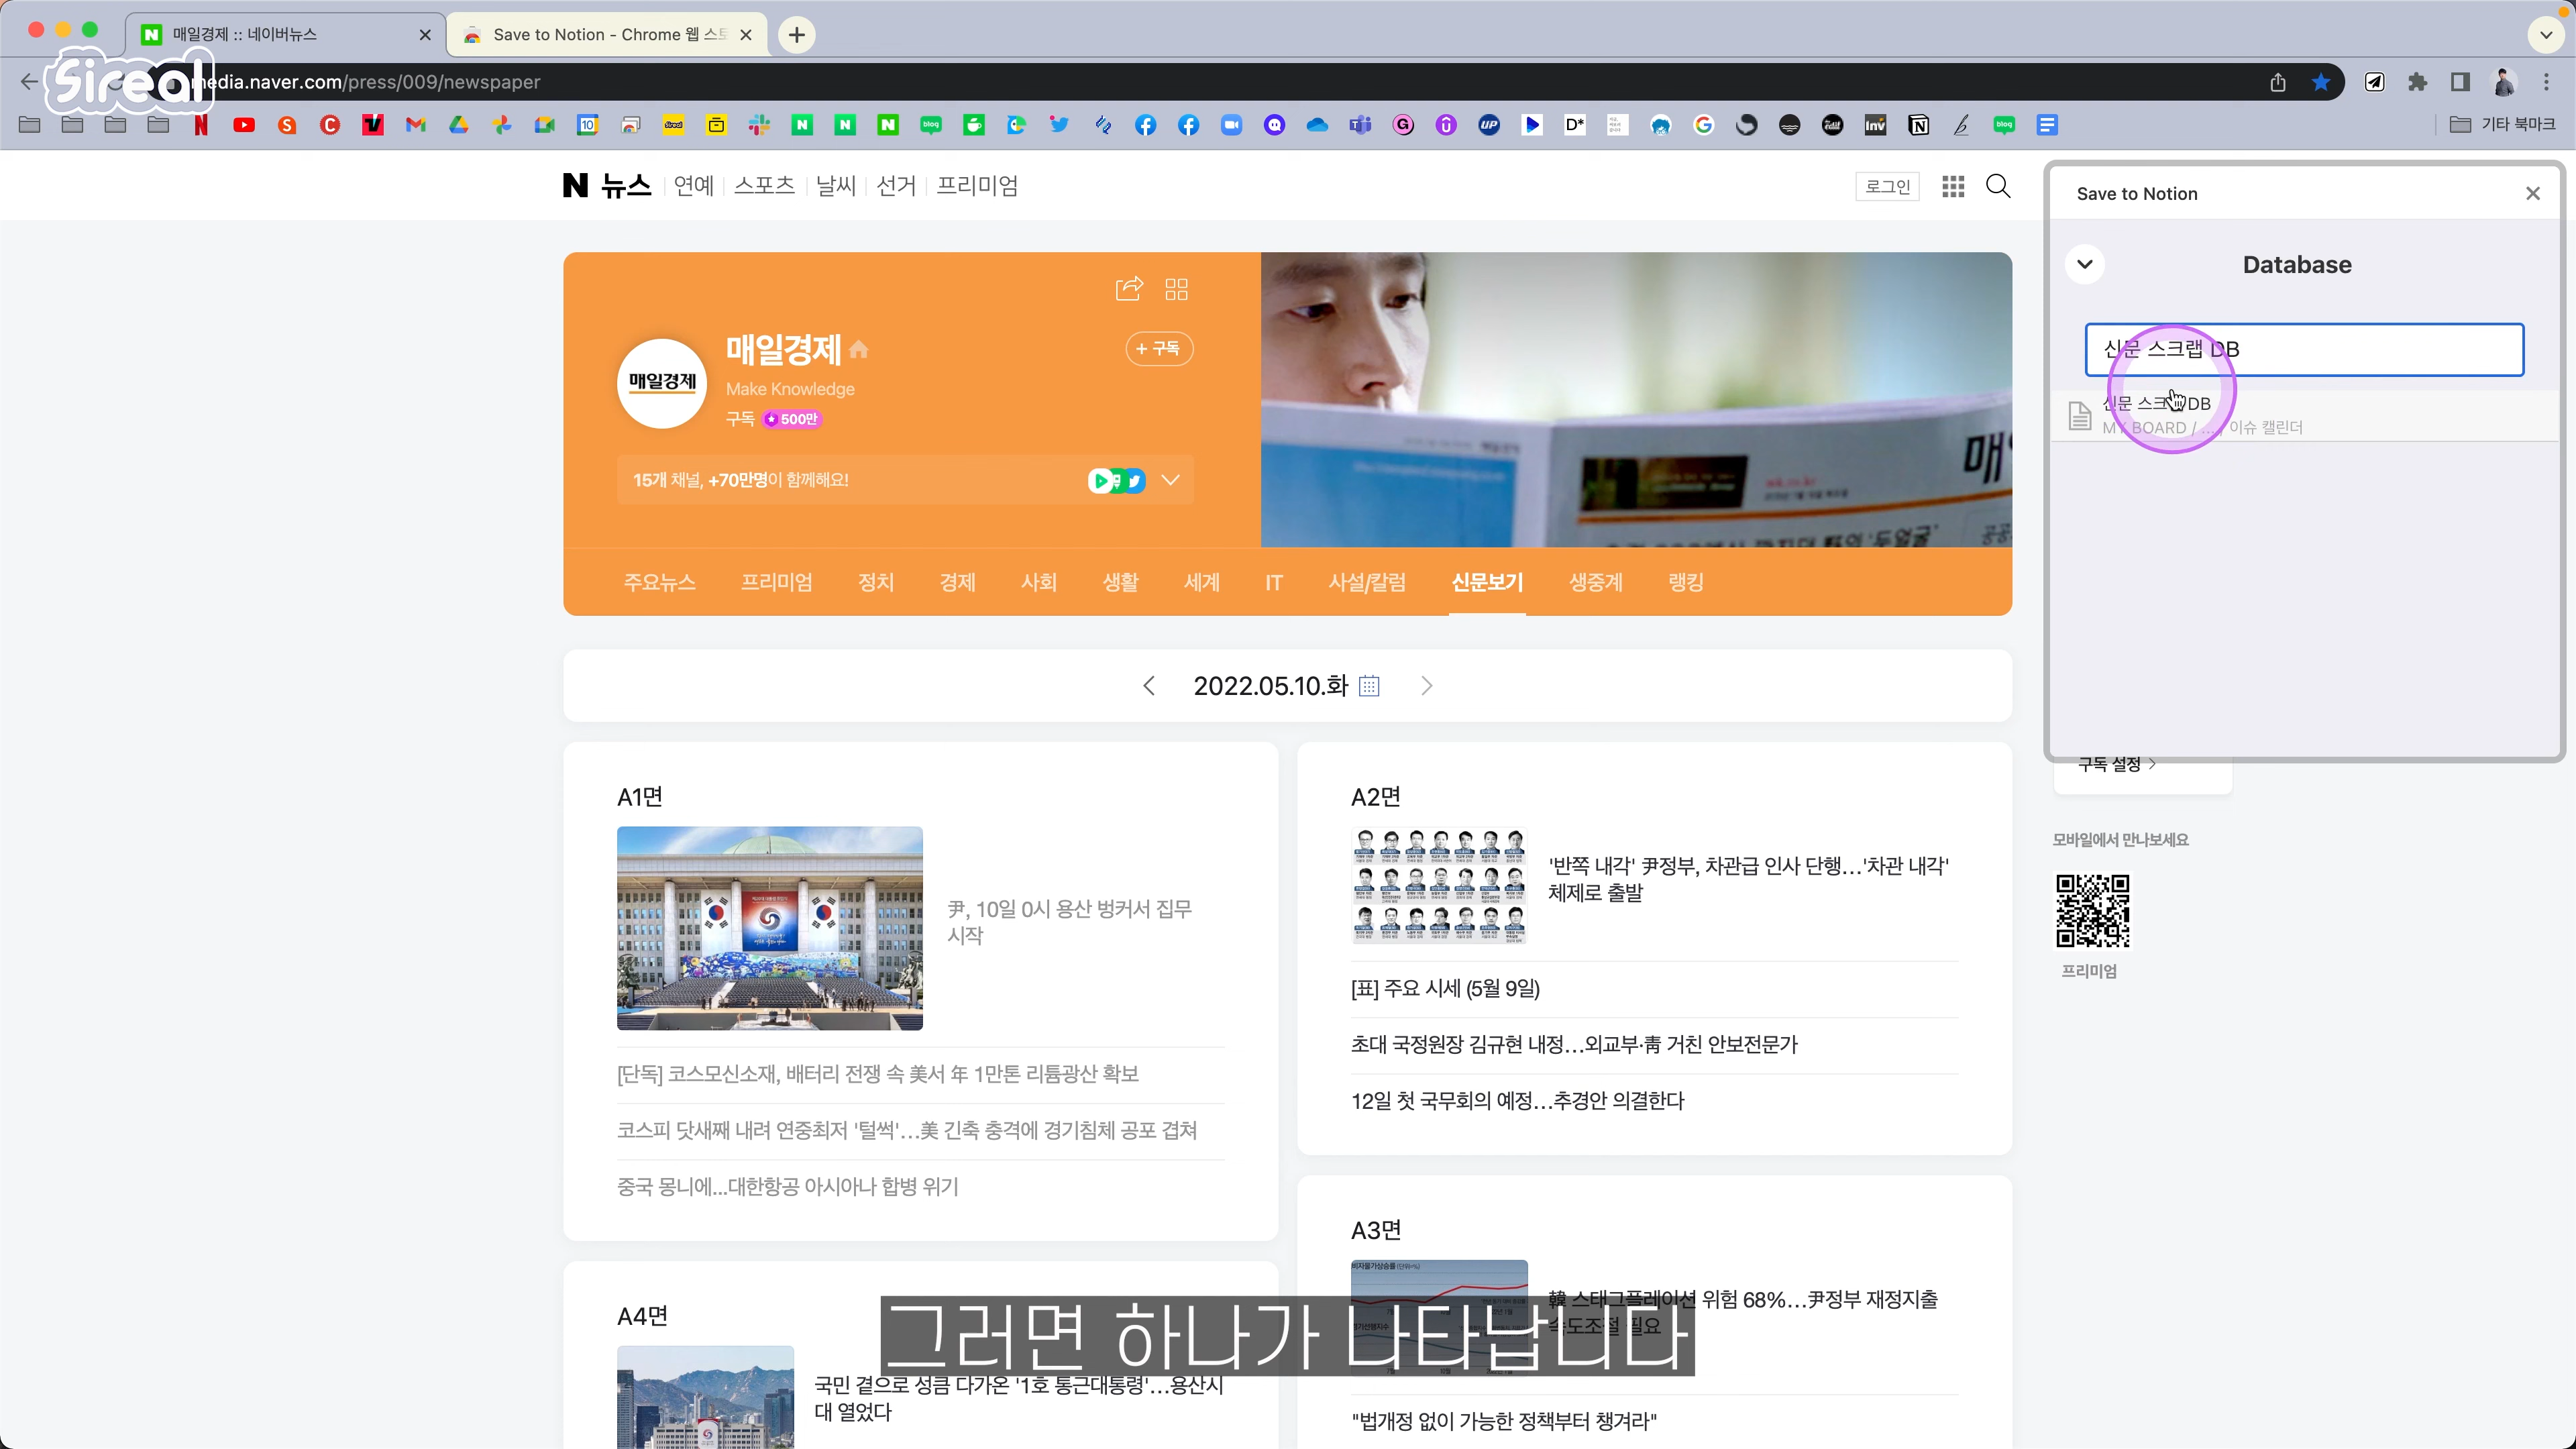 매일경제 :: 네이버뉴스
Save to Notion - Chrome 웹 스토
Sireal
media.naver.com/press/009/newspaper
기타 북마크
N 뉴스 연예 스포츠 날씨 선거 프리미엄
로그인
매일경제
매일경제
+ 구독
Make Knowledge
구독 500만
15개 채널, +70만명이 함께해요!
주요뉴스 프리미엄 정치 경제 사회 생활 세계 IT 사설/칼럼 신문보기 생중계 랭킹
Save to Notion
Database
신문 스크랩 DB
신문 스크 DB
MY BOARD / ... / 이슈 캘린더
구독 설정 >
모바일에서 만나보세요
프리미엄
2022.05.10.화
A1면
尹, 10일 0시 용산 벙커서 집무
시작
[단독] 코스모신소재, 배터리 전쟁 속 美서 年 1만톤 리튬광산 확보
코스피 닷새째 내려 연중최저 '털썩'…美 긴축 충격에 경기침체 공포 겹쳐
중국 몽니에...대한항공 아시아나 합병 위기
A2면
'반쪽 내각' 尹정부, 차관급 인사 단행…'차관 내각'
체제로 출발
[표] 주요 시세 (5월 9일)
초대 국정원장 김규현 내정…외교부·靑 거친 안보전문가
12일 첫 국무회의 예정…추경안 의결한다
A3면
韓 스태그플레이션 위험 68%…尹정부 재정지출
속도조절 필요
"법개정 없이 가능한 정책부터 챙겨라"
A4면
국민 곁으로 성큼 다가온 '1호 통근대통령'…용산시
대 열었다
그러면 하나가 나타납니다